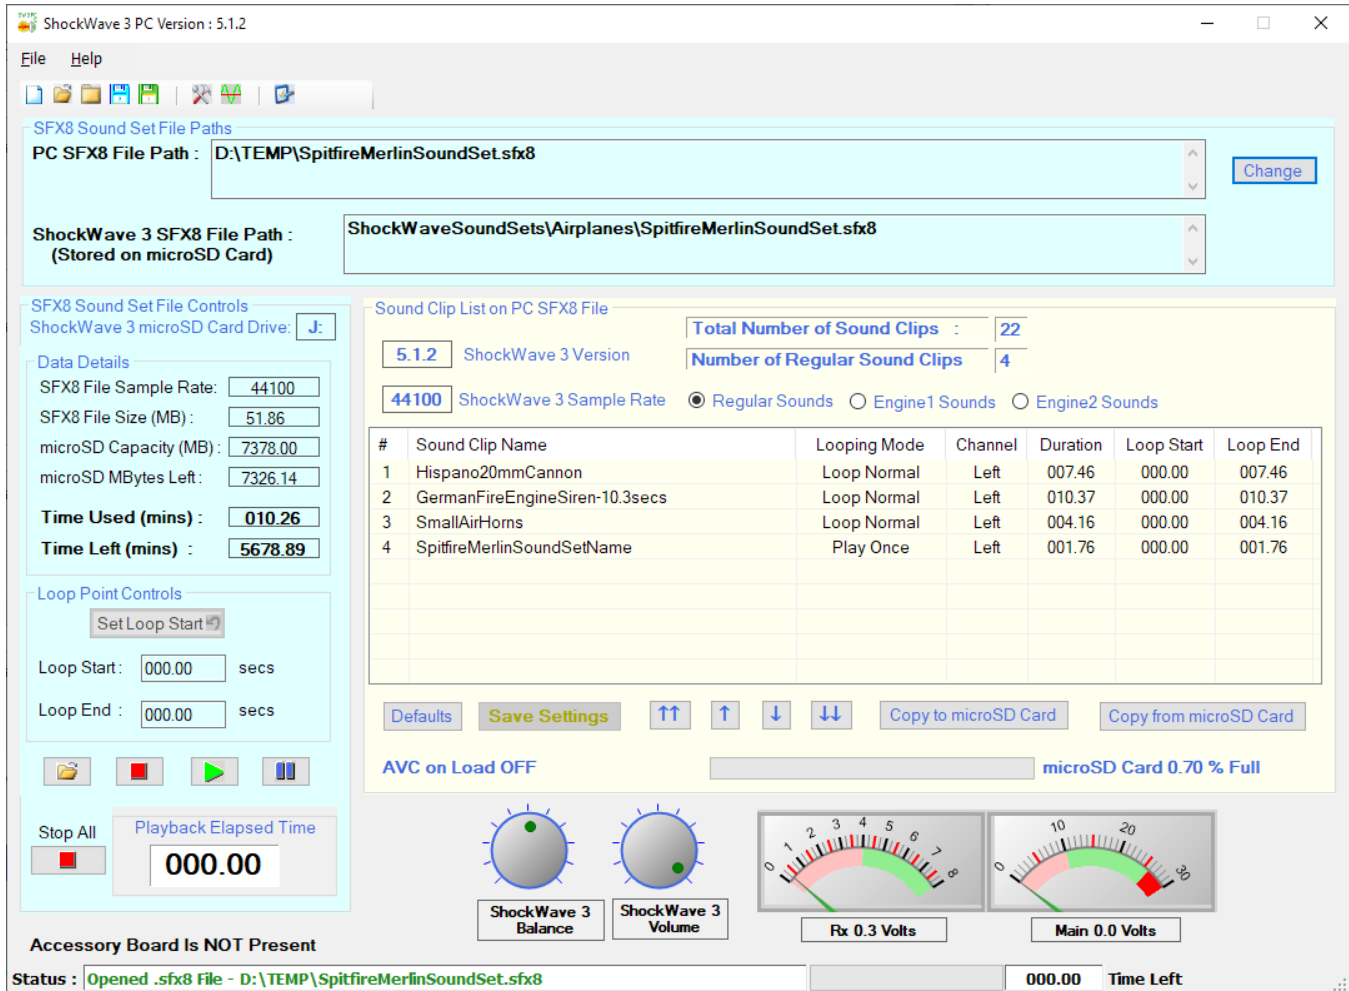 ShockWave 3 PC Version : 5.1.2
File Help
SFX8 Sound Set File Paths
PC SFX8 File Path : D:\TEMP\SpitfireMerlinSoundSet.sfx8
Change
ShockWave 3 SFX8 File Path : ShockWaveSoundSets\Airplanes\SpitfireMerlinSoundSet.sfx8
(Stored on microSD Card)
SFX8 Sound Set File Controls
ShockWave 3 microSD Card Drive: J:
Data Details
SFX8 File Sample Rate: 44100
SFX8 File Size (MB) : 51.86
microSD Capacity (MB) : 7378.00
microSD MBytes Left : 7326.14
Time Used (mins) : 010.26
Time Left (mins) : 5678.89
Loop Point Controls
Set Loop Start
Loop Start : 000.00 secs
Loop End : 000.00 secs
Stop All
Playback Elapsed Time
000.00
Accessory Board Is NOT Present
Sound Clip List on PC SFX8 File
Total Number of Sound Clips : 22
5.1.2 ShockWave 3 Version
Number of Regular Sound Clips 4
44100 ShockWave 3 Sample Rate Regular Sounds Engine1 Sounds Engine2 Sounds
# Sound Clip Name Looping Mode Channel Duration Loop Start Loop End
1 Hispano20mmCannon Loop Normal Left 007.46 000.00 007.46
2 GermanFireEngineSiren-10.3secs Loop Normal Left 010.37 000.00 010.37
3 SmallAirHorns Loop Normal Left 004.16 000.00 004.16
4 SpitfireMerlinSoundSetName Play Once Left 001.76 000.00 001.76
Defaults Save Settings ↑↑ ↑ ↓ ↓↓ Copy to microSD Card Copy from microSD Card
AVC on Load OFF microSD Card 0.70 % Full
ShockWave 3 Balance
ShockWave 3 Volume
0 1 2 3 4 5 6 7 8
Rx 0.3 Volts
0 10 20 30
Main 0.0 Volts
Status : Opened .sfx8 File - D:\TEMP\SpitfireMerlinSoundSet.sfx8 000.00 Time Left